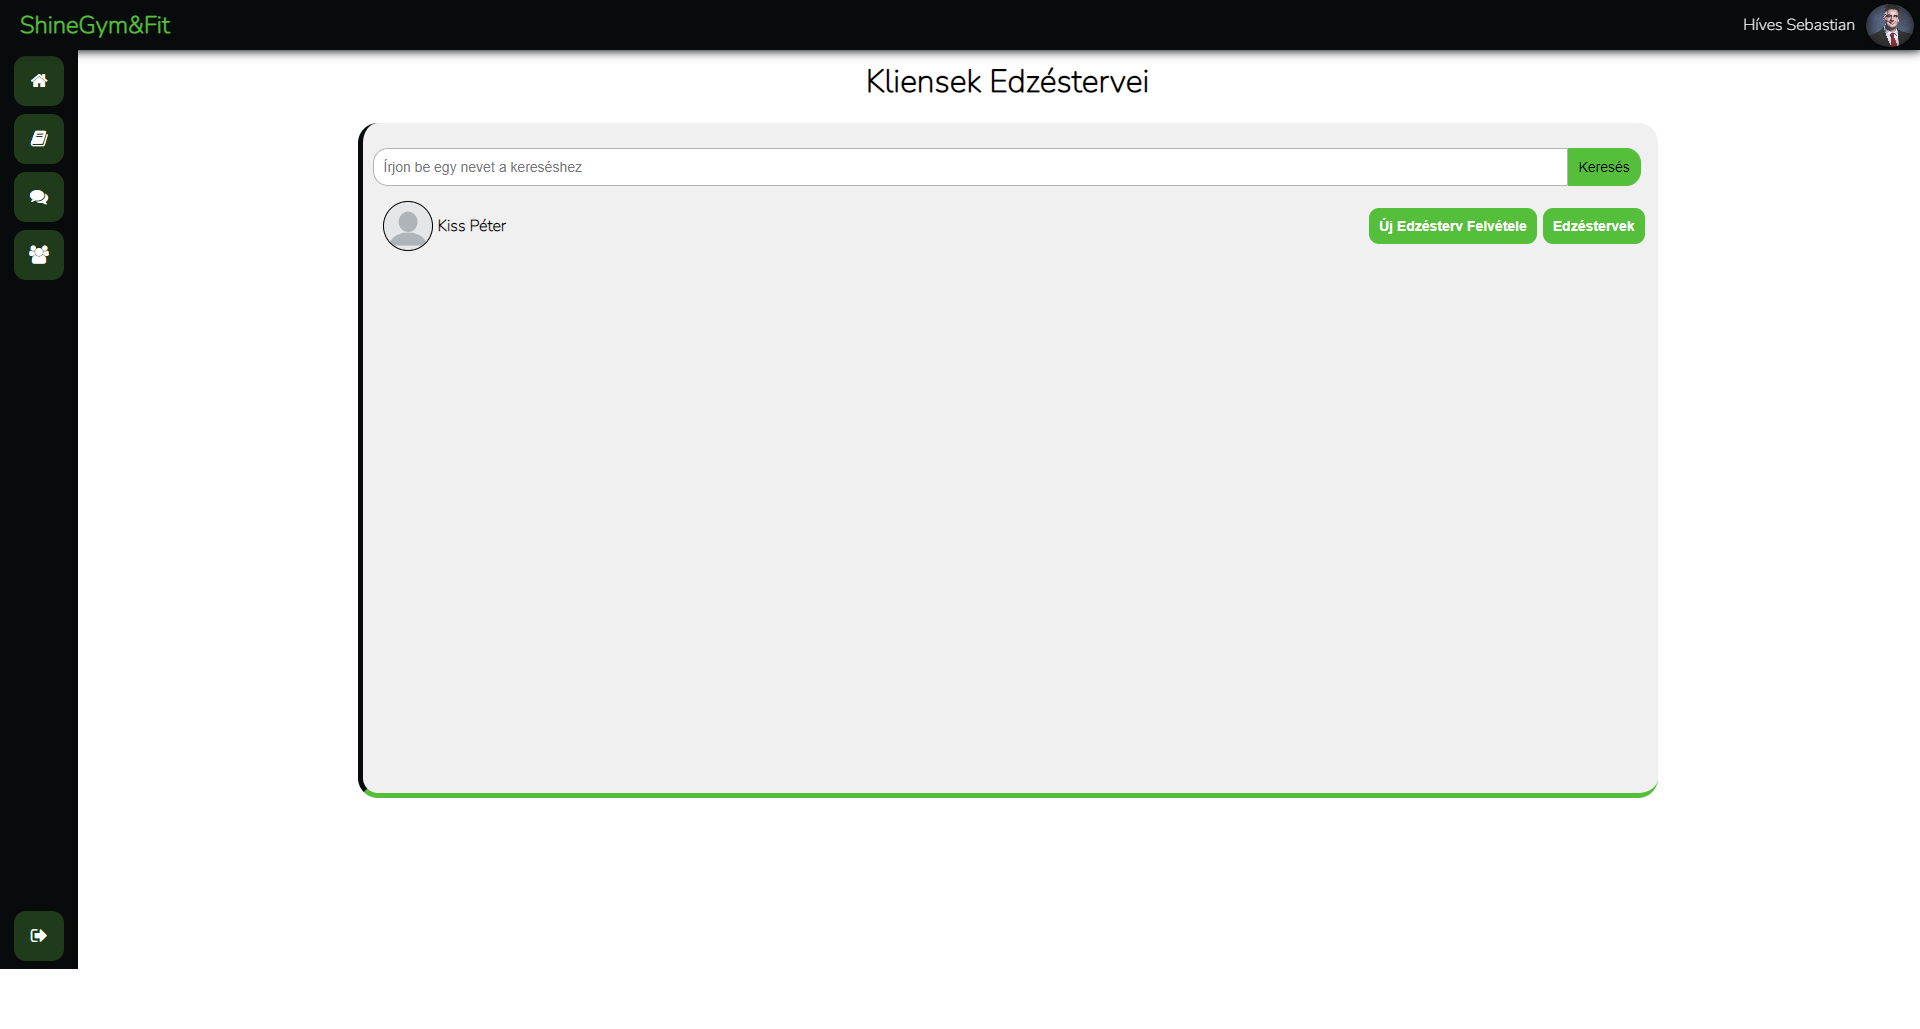 ShineGym&Fit
Híves Sebastian
Kliensek Edzéstervei
Írjon be egy nevet a kereséshez
Keresés
Kiss Péter
Új Edzésterv Felvétele
Edzéstervek